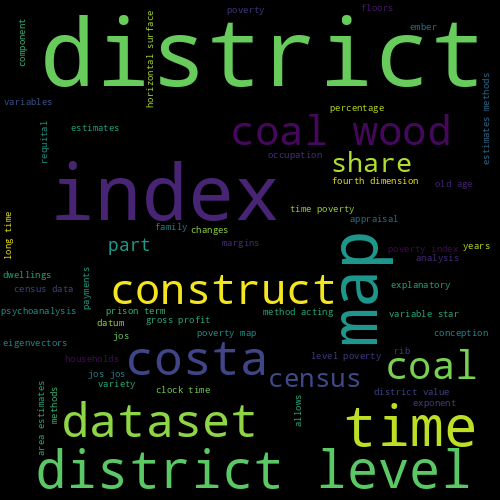 poverty
floors
component
district
horizontal surface
ember
variables
percentage
estimates
requital
coal wood
estimates methods
occupation
share
fourth dimension
old age
index
long time
time poverty
appraisal
family
changes
part
margins
map
poverty index
years
analysis
dwellings
census data
payments
construct
explanatory
psychoanalysis
prison term
method acting
variable star
datum
gross profit
jos
poverty map
conception
eigenvectors
households
costa
level poverty
rib
coal
jos jos
variety
census
clock time
district value
area estimates
methods
dataset
allows
time
exponent
district level